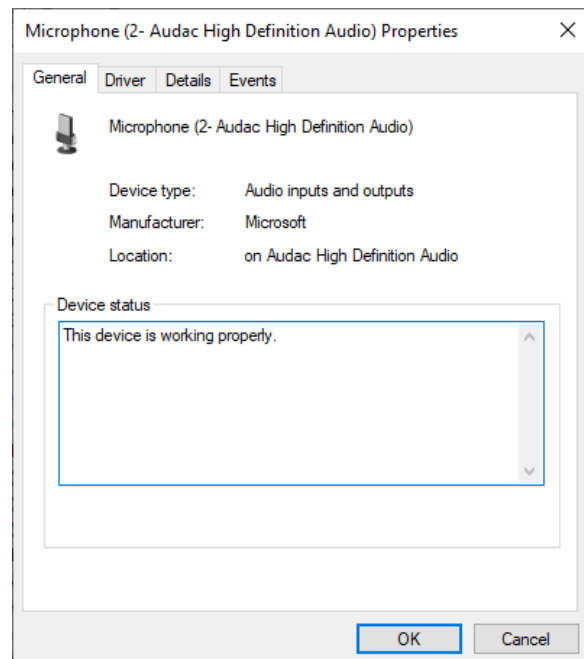 Microphone (2- Audac High Definition Audio) Properties
General Driver Details Events
Microphone (2- Audac High Definition Audio)
Device type: Audio inputs and outputs
Manufacturer: Microsoft
Location: on Audac High Definition Audio
Device status
This device is working properly.
OK Cancel